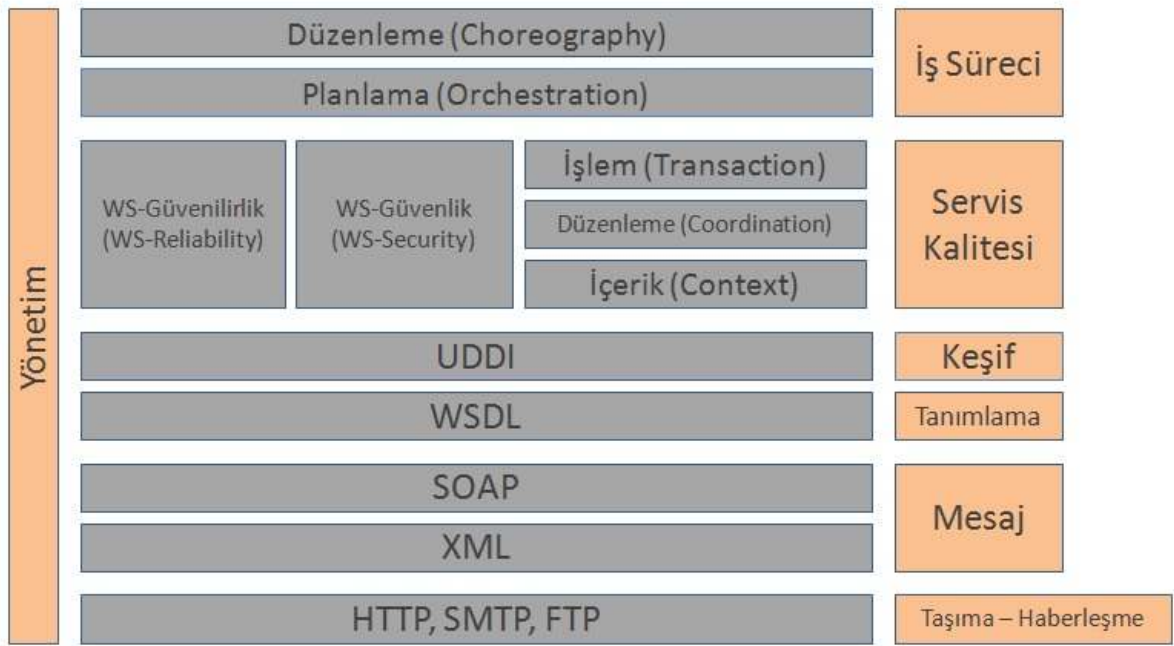 Yönetim
Düzenleme (Choreography)
Planlama (Orchestration)
İş Süreci
WS-Güvenilirlik
(WS-Reliability)
WS-Güvenlik
(WS-Security)
İşlem (Transaction)
Düzenleme (Coordination)
İçerik (Context)
Servis
Kalitesi
UDDI
Keşif
WSDL
Tanımlama
SOAP
XML
Mesaj
HTTP, SMTP, FTP
Taşıma – Haberleşme